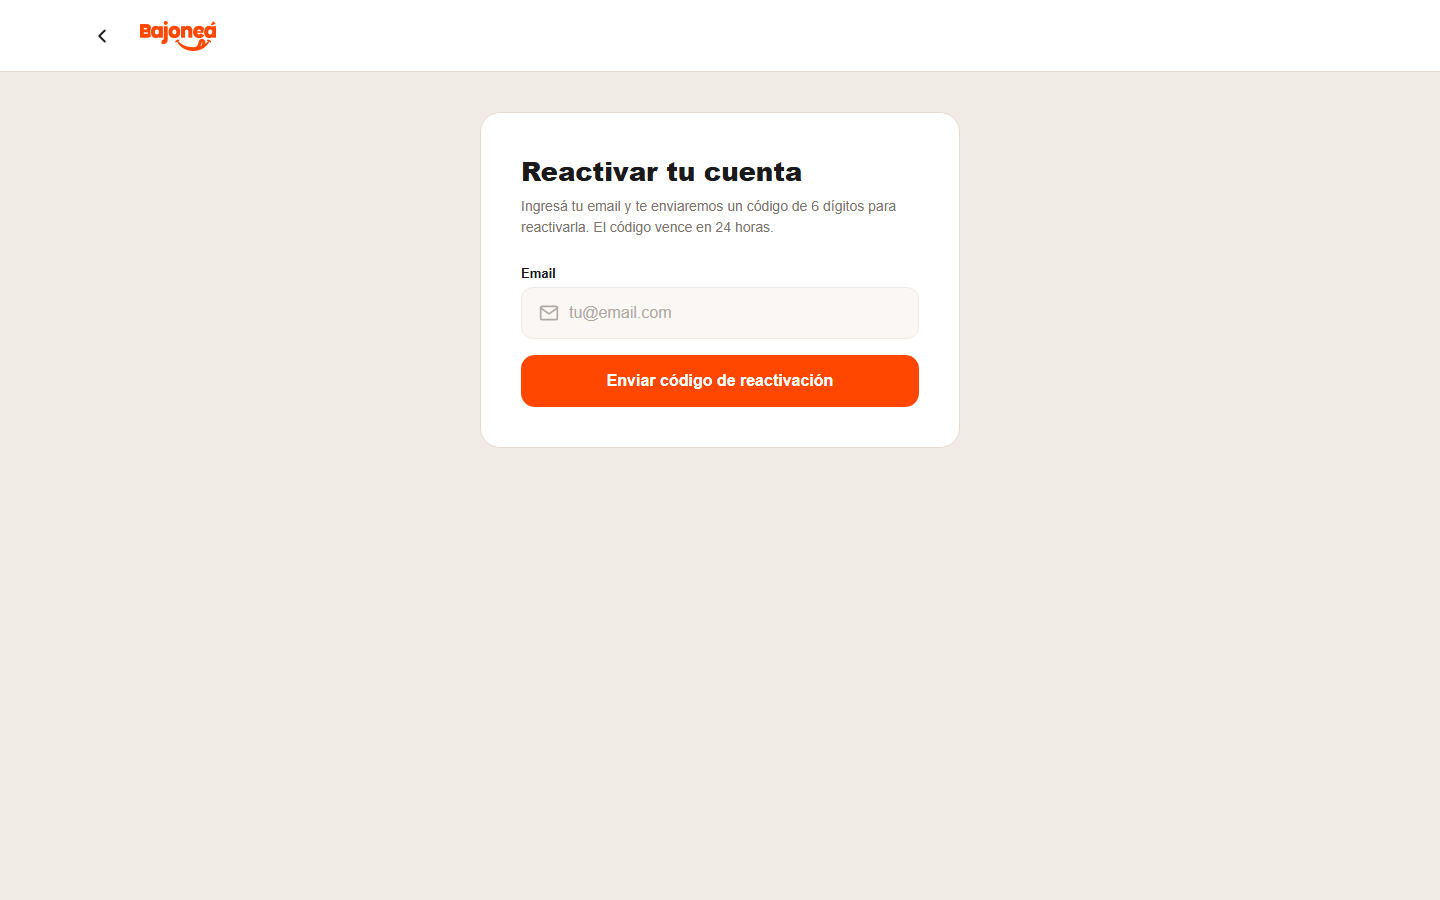 Bajoneá
Reactivar tu cuenta
Ingresá tu email y te enviaremos un código de 6 dígitos para
reactivarla. El código vence en 24 horas.
Email
tu@email.com
Enviar código de reactivación